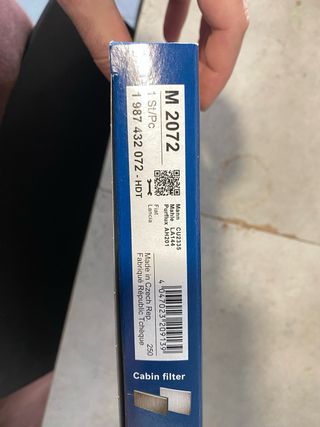 M 2072
1 St/Pc
1 987 432 072 - HDT
Mann CU2335
Mahle LA144
Purflux AH201
Fiat
Lancia
Made in Czech Rep.
Fabriqué République Tchèque
250
4 047023 209139
Cabin filter